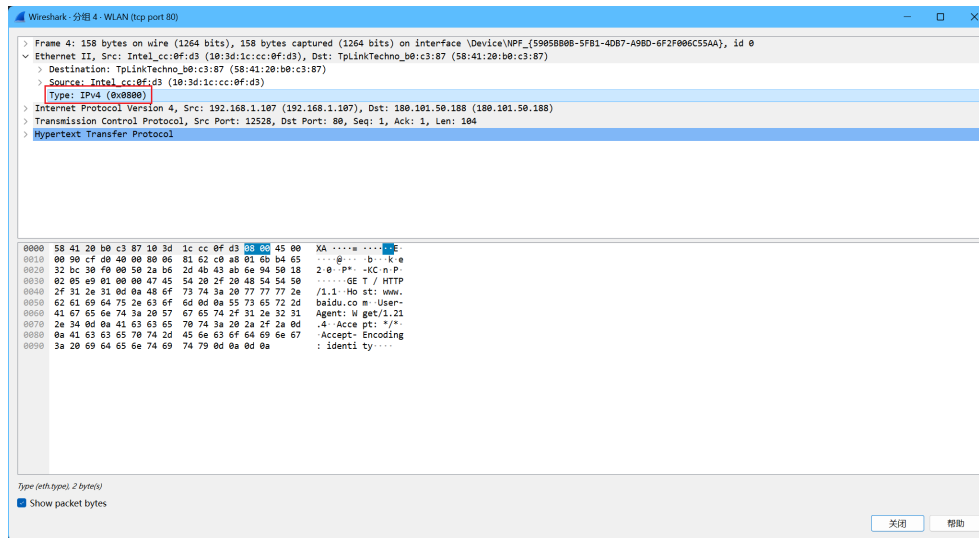 Wireshark · 分组 4 · WLAN (tcp port 80)
> Frame 4: 158 bytes on wire (1264 bits), 158 bytes captured (1264 bits) on interface \Device\NPF_{5905BB0B-5FB1-4DB7-A9BD-6F2F006C55AA}, id 0
Ethernet II, Src: Intel_cc:0f:d3 (10:3d:1c:cc:0f:d3), Dst: TpLinkTechno_b0:c3:87 (58:41:20:b0:c3:87)
> Destination: TpLinkTechno_b0:c3:87 (58:41:20:b0:c3:87)
> Source: Intel_cc:0f:d3 (10:3d:1c:cc:0f:d3)
Type: IPv4 (0x0800)
> Internet Protocol Version 4, Src: 192.168.1.107 (192.168.1.107), Dst: 180.101.50.188 (180.101.50.188)
> Transmission Control Protocol, Src Port: 12528, Dst Port: 80, Seq: 1, Ack: 1, Len: 104
> Hypertext Transfer Protocol
0000 58 41 20 b0 c3 87 10 3d 1c cc 0f d3 08 00 45 00 XA ····= ······E·
0010 00 90 cf d0 40 00 80 06 81 62 c0 a8 01 6b b4 65 ····@··· ·b···k·e
0020 32 bc 30 f0 00 50 2a b6 2d 4b 43 ab 6e 94 50 18 2·0··P*· -KC·n·P·
0030 02 05 e9 01 00 00 47 45 54 20 2f 20 48 54 54 50 ······GE T / HTTP
0040 2f 31 2e 31 0d 0a 48 6f 73 74 3a 20 77 77 77 2e /1.1··Ho st: www.
0050 62 61 69 64 75 2e 63 6f 6d 0d 0a 55 73 65 72 2d baidu.co m··User-
0060 41 67 65 6e 74 3a 20 57 67 65 74 2f 31 2e 32 31 Agent: W get/1.21
0070 2e 34 0d 0a 41 63 63 65 70 74 3a 20 2a 2f 2a 0d .4··Acce pt: */*·
0080 0a 41 63 63 65 70 74 2d 45 6e 63 6f 64 69 6e 67 ·Accept- Encoding
0090 3a 20 69 64 65 6e 74 69 74 79 0d 0a 0d 0a : identi ty····
Type (eth.type), 2 byte(s)
Show packet bytes
关闭 帮助